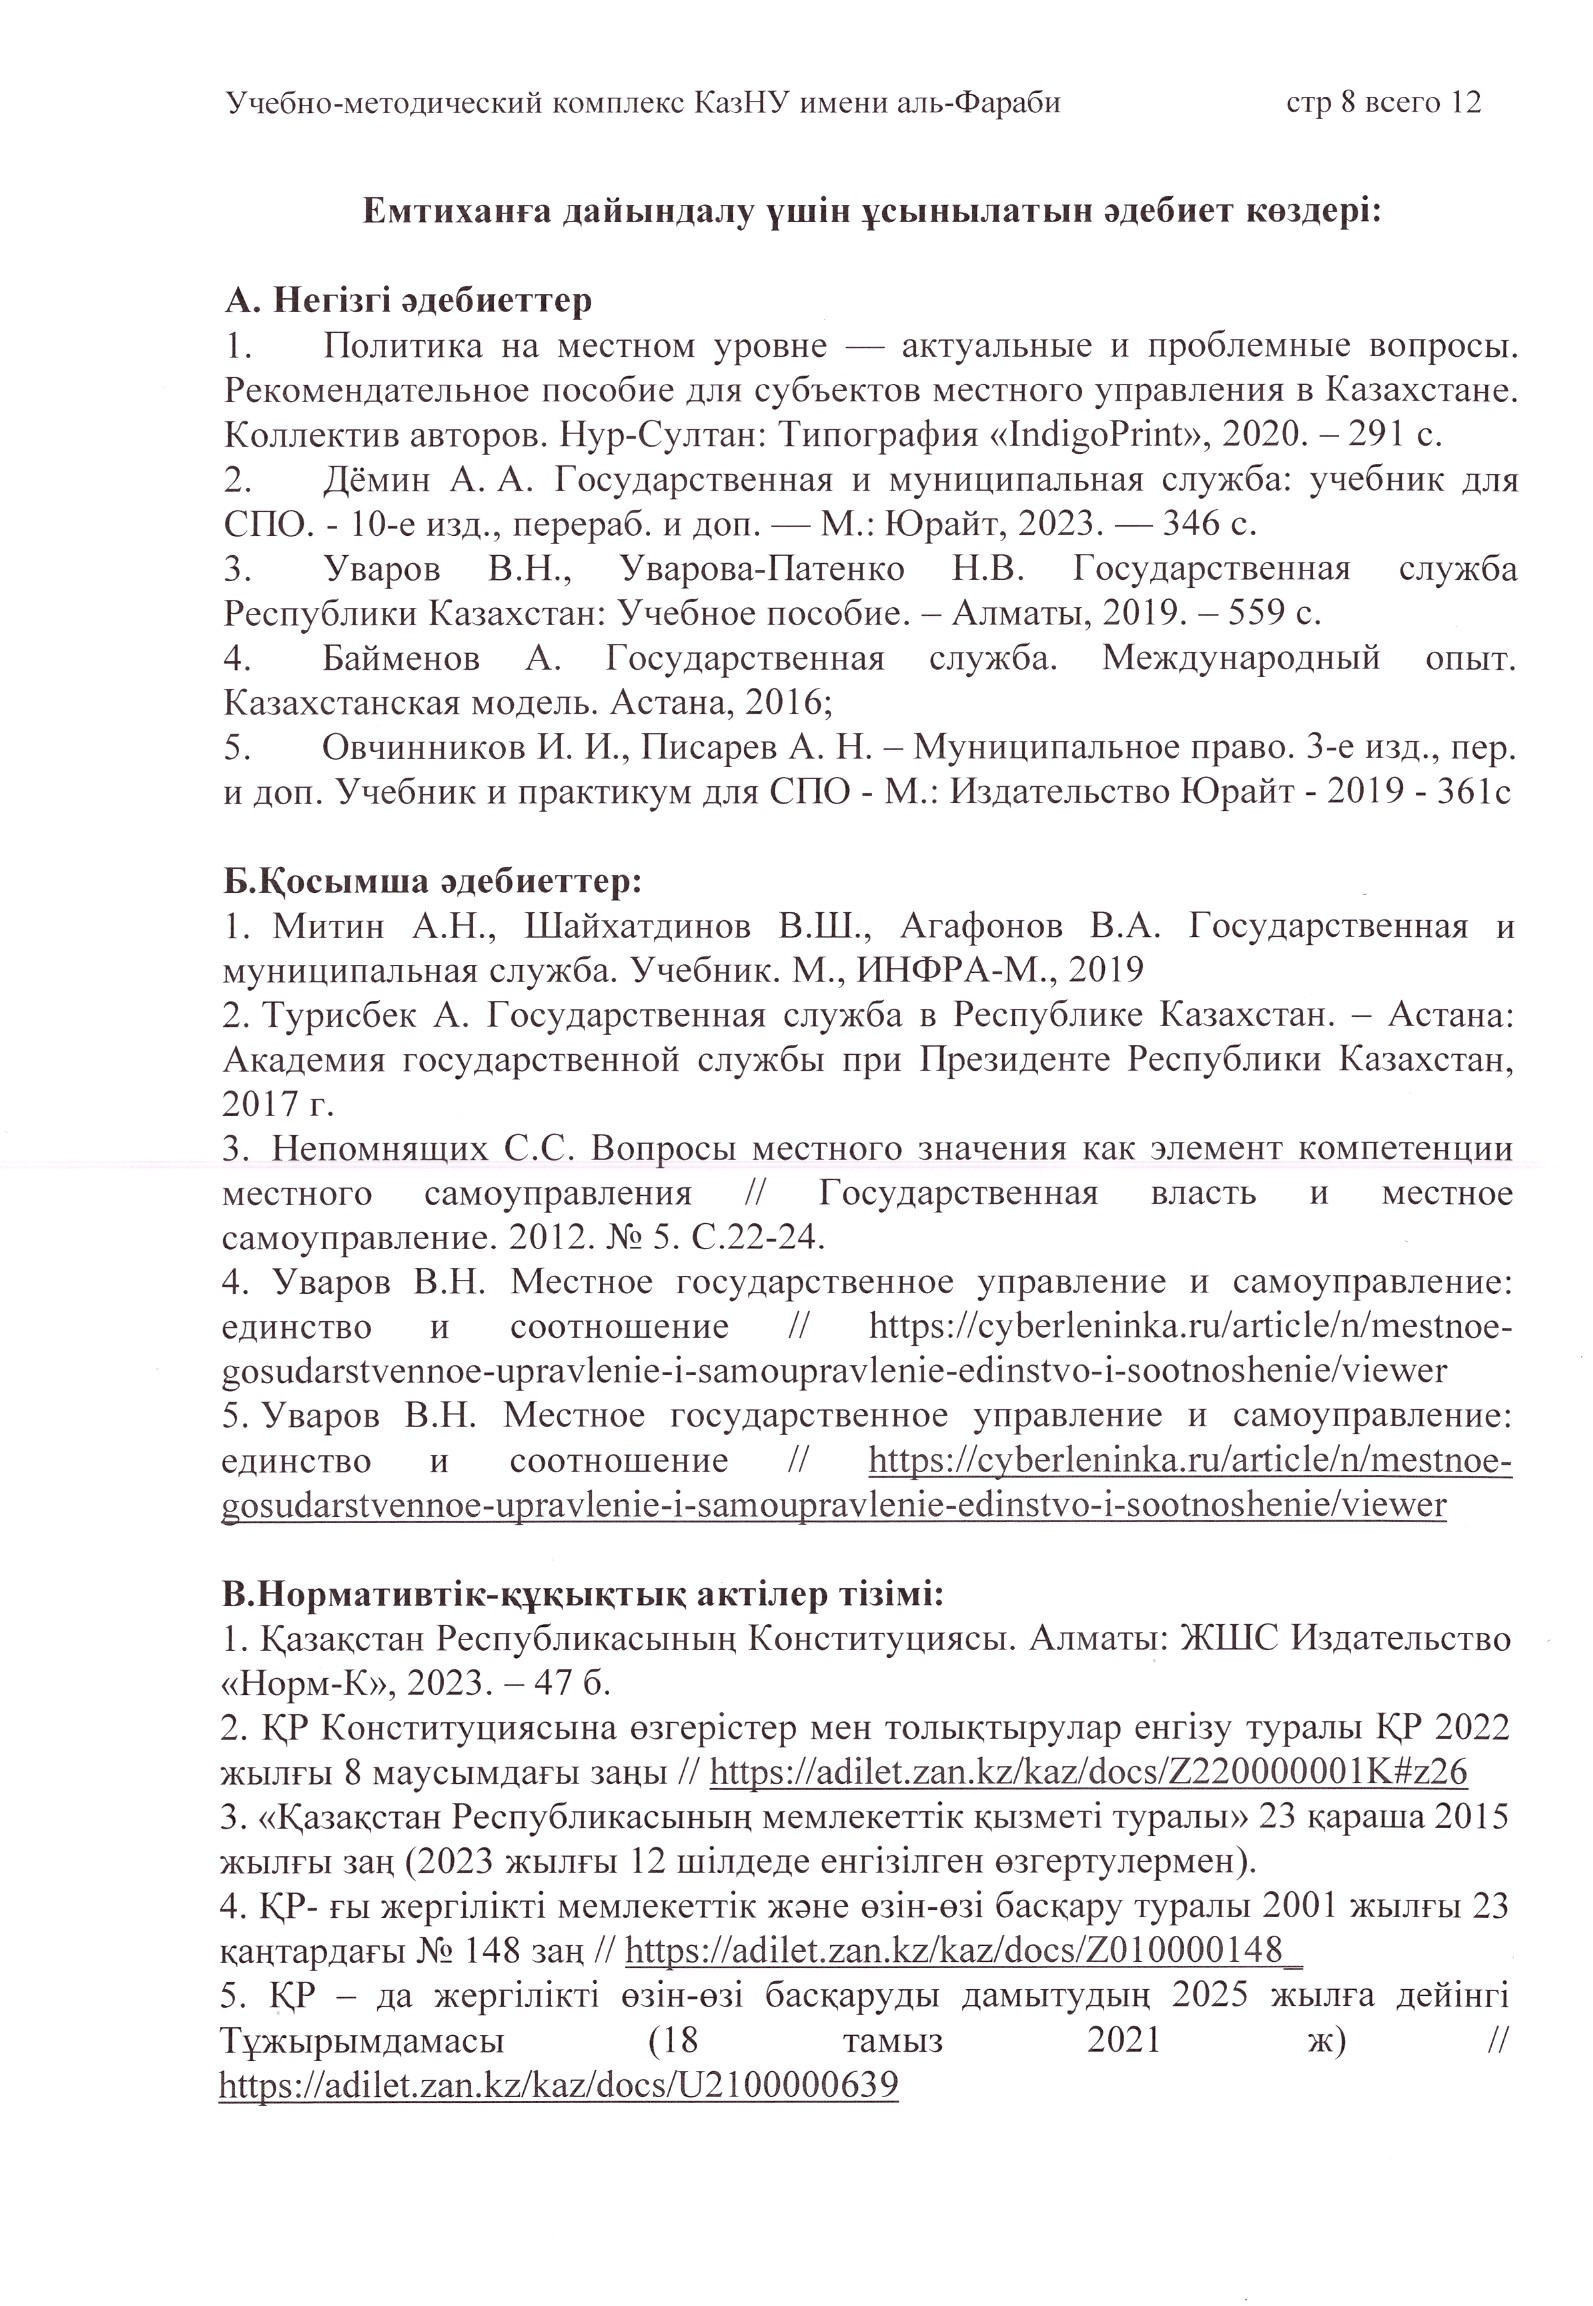 Учебно-методический комплекс КазНУ имени аль-Фараби стр 8 всего 12
Емтиханға дайындалу үшін ұсынылатын әдебиет көздері:
А. Негізгі әдебиеттер
1. Политика на местном уровне — актуальные и проблемные вопросы.
Рекомендательное пособие для субъектов местного управления в Казахстане.
Коллектив авторов. Нур-Султан: Типография «IndigoPrint», 2020. – 291 с.
2. Дёмин А. А. Государственная и муниципальная служба: учебник для
СПО. - 10-е изд., перераб. и доп. — М.: Юрайт, 2023. — 346 с.
3. Уваров В.Н., Уварова-Патенко Н.В. Государственная служба
Республики Казахстан: Учебное пособие. – Алматы, 2019. – 559 с.
4. Байменов А. Государственная служба. Международный опыт.
Казахстанская модель. Астана, 2016;
5. Овчинников И. И., Писарев А. Н. – Муниципальное право. 3-е изд., пер.
и доп. Учебник и практикум для СПО - М.: Издательство Юрайт - 2019 - 361с
Б.Қосымша әдебиеттер:
1. Митин А.Н., Шайхатдинов В.Ш., Агафонов В.А. Государственная и
муниципальная служба. Учебник. М., ИНФРА-М., 2019
2. Турисбек А. Государственная служба в Республике Казахстан. – Астана:
Академия государственной службы при Президенте Республики Казахстан,
2017 г.
3. Непомнящих С.С. Вопросы местного значения как элемент компетенции
местного самоуправления // Государственная власть и местное
самоуправление. 2012. № 5. С.22-24.
4. Уваров В.Н. Местное государственное управление и самоуправление:
единство и соотношение // https://cyberleninka.ru/article/n/mestnoe-
gosudarstvennoe-upravlenie-i-samoupravlenie-edinstvo-i-sootnoshenie/viewer
5. Уваров В.Н. Местное государственное управление и самоуправление:
единство и соотношение // https://cyberleninka.ru/article/n/mestnoe-
gosudarstvennoe-upravlenie-i-samoupravlenie-edinstvo-i-sootnoshenie/viewer
В.Нормативтік-құқықтық актілер тізімі:
1. Қазақстан Республикасының Конституциясы. Алматы: ЖШС Издательство
«Норм-К», 2023. – 47 б.
2. ҚР Конституциясына өзгерістер мен толықтырулар енгізу туралы ҚР 2022
жылғы 8 маусымдағы заңы // https://adilet.zan.kz/kaz/docs/Z220000001K#z26
3. «Қазақстан Республикасының мемлекеттік қызметі туралы» 23 қараша 2015
жылғы заң (2023 жылғы 12 шілдеде енгізілген өзгертулермен).
4. ҚР- ғы жергілікті мемлекеттік және өзін-өзі басқару туралы 2001 жылғы 23
қаңтардағы № 148 заң // https://adilet.zan.kz/kaz/docs/Z010000148_
5. ҚР – да жергілікті өзін-өзі басқаруды дамытудың 2025 жылға дейінгі
Тұжырымдамасы (18 тамыз 2021 ж) //
https://adilet.zan.kz/kaz/docs/U2100000639